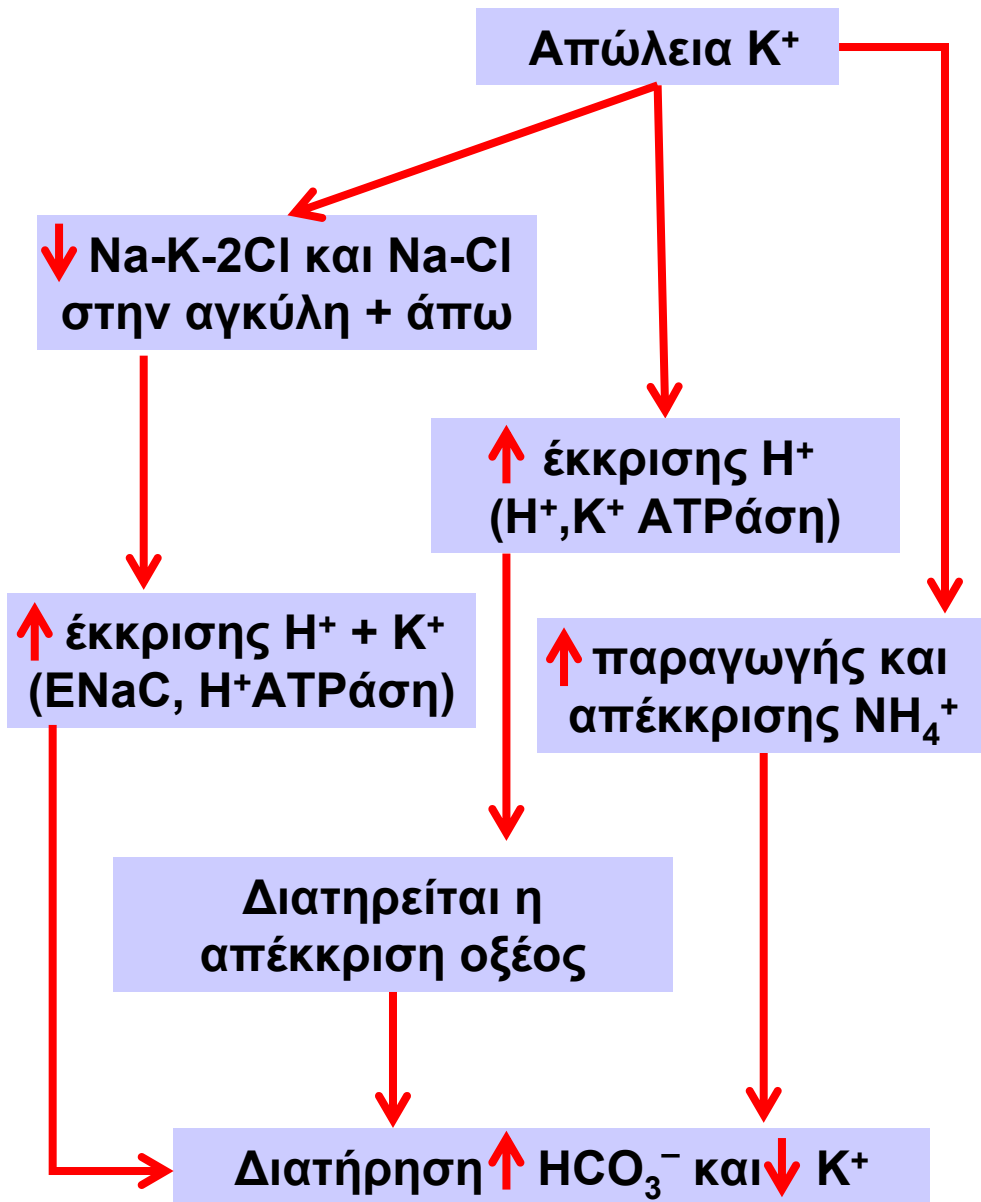 Απώλεια K⁺
↓ Na-K-2Cl και Na-Cl
στην αγκύλη + άπω
↑ έκκρισης H⁺
(H⁺,K⁺ ATPάση)
↑ έκκρισης H⁺ + K⁺
(ENaC, H⁺ATPάση)
↑ παραγωγής και
απέκκρισης NH₄⁺
Διατηρείται η
απέκκριση οξέος
Διατήρηση ↑ HCO₃⁻ και ↓ K⁺